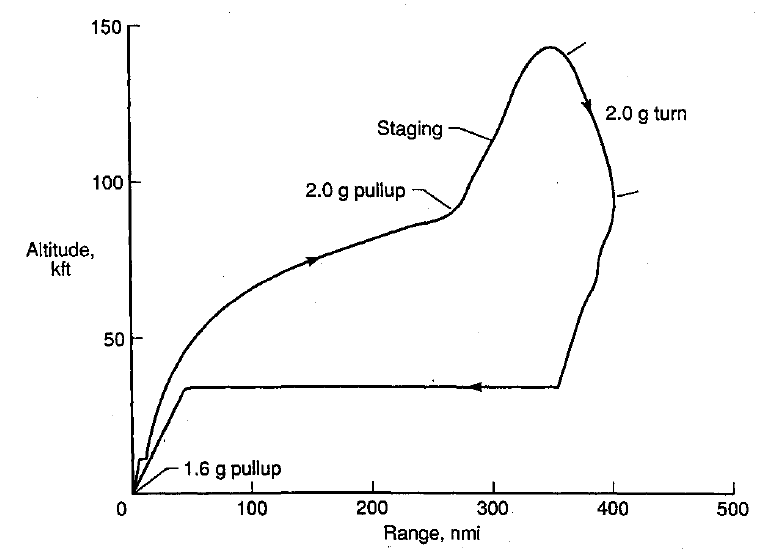 150
Staging
2.0 g turn
100
2.0 g pullup
Altitude,
kft
50
1.6 g pullup
0
100
200
300
400
500
Range, nmi